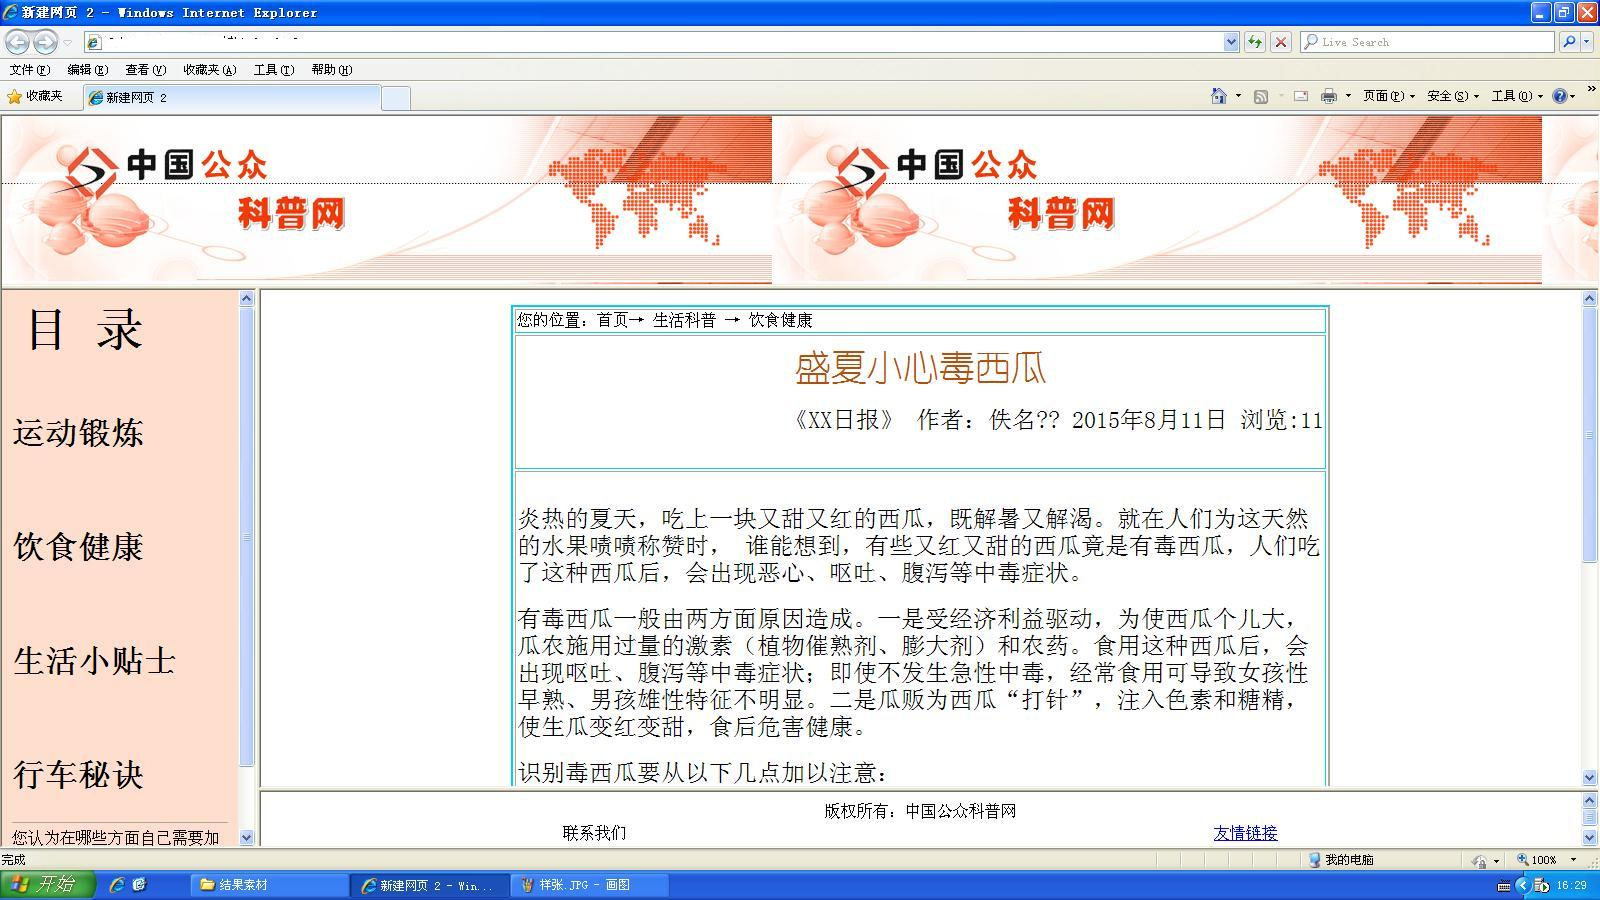 新建网页 2 - Windows Internet Explorer
Live Search
文件(F) 编辑(E) 查看(V) 收藏夹(A) 工具(T) 帮助(H)
收藏夹 新建网页 2 页面(P) 安全(S) 工具(O)
中国公众 中国公众
科普网 科普网
目 录
运动锻炼
饮食健康
生活小贴士
行车秘诀
您认为在哪些方面自己需要加
您的位置：首页→ 生活科普 → 饮食健康
盛夏小心毒西瓜
《XX日报》 作者：佚名?? 2015年8月11日 浏览:11
炎热的夏天，吃上一块又甜又红的西瓜，既解暑又解渴。就在人们为这天然
的水果啧啧称赞时， 谁能想到，有些又红又甜的西瓜竟是有毒西瓜，人们吃
了这种西瓜后，会出现恶心、呕吐、腹泻等中毒症状。
有毒西瓜一般由两方面原因造成。一是受经济利益驱动，为使西瓜个儿大，
瓜农施用过量的激素（植物催熟剂、膨大剂）和农药。食用这种西瓜后，会
出现呕吐、腹泻等中毒症状；即使不发生急性中毒，经常食用可导致女孩性
早熟、男孩雄性特征不明显。二是瓜贩为西瓜“打针”，注入色素和糖精，
使生瓜变红变甜，食后危害健康。
识别毒西瓜要从以下几点加以注意：
版权所有：中国公众科普网
联系我们 友情链接
完成 我的电脑 100%
开始 结果素材 新建网页 2 - Win... 样张.JPG - 画图 16:29